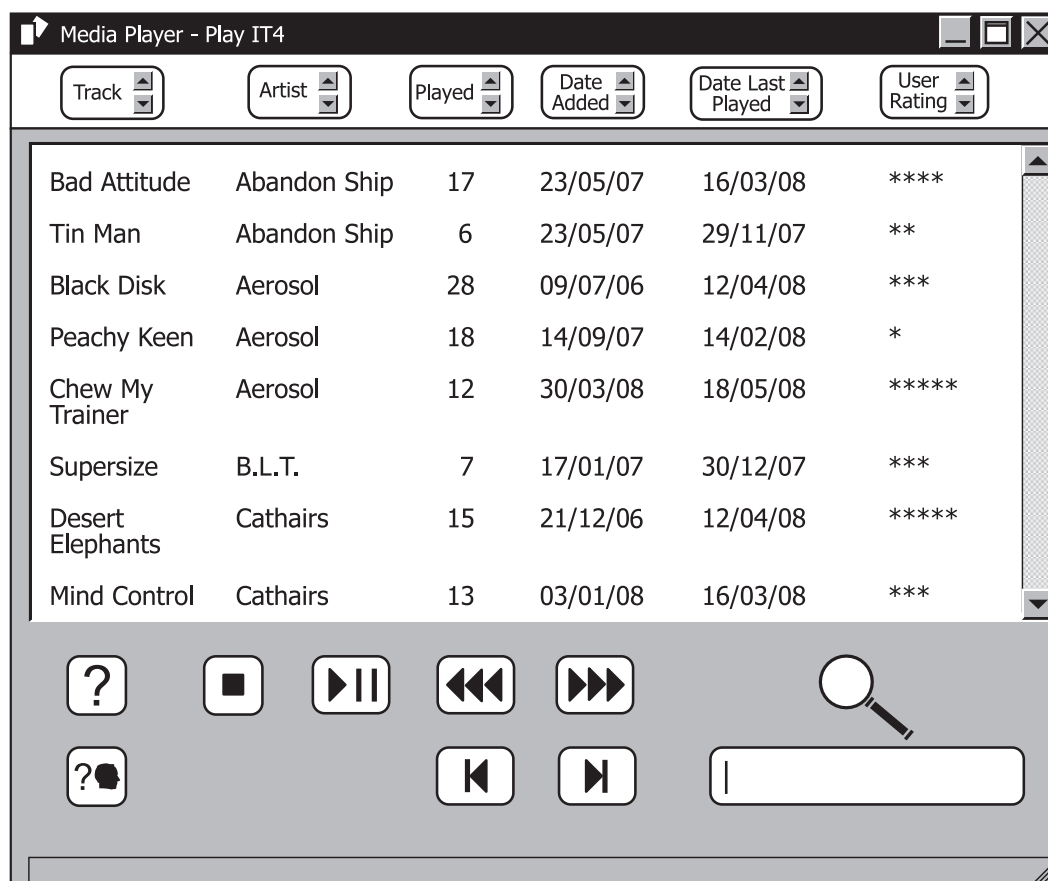 Media Player - Play IT4
Track Artist Played Date Added Date Last Played User Rating
Bad Attitude Abandon Ship 17 23/05/07 16/03/08 ****
Tin Man Abandon Ship 6 23/05/07 29/11/07 **
Black Disk Aerosol 28 09/07/06 12/04/08 ***
Peachy Keen Aerosol 18 14/09/07 14/02/08 *
Chew My Trainer Aerosol 12 30/03/08 18/05/08 *****
Supersize B.L.T. 7 17/01/07 30/12/07 ***
Desert Elephants Cathairs 15 21/12/06 12/04/08 *****
Mind Control Cathairs 13 03/01/08 16/03/08 ***
?
?